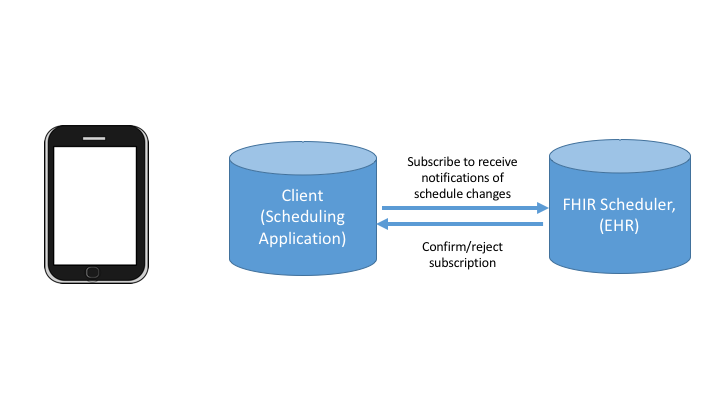 Client
(Scheduling
Application)
Subscribe to receive
notifications of
schedule changes
Confirm/reject
subscription
FHIR Scheduler,
(EHR)